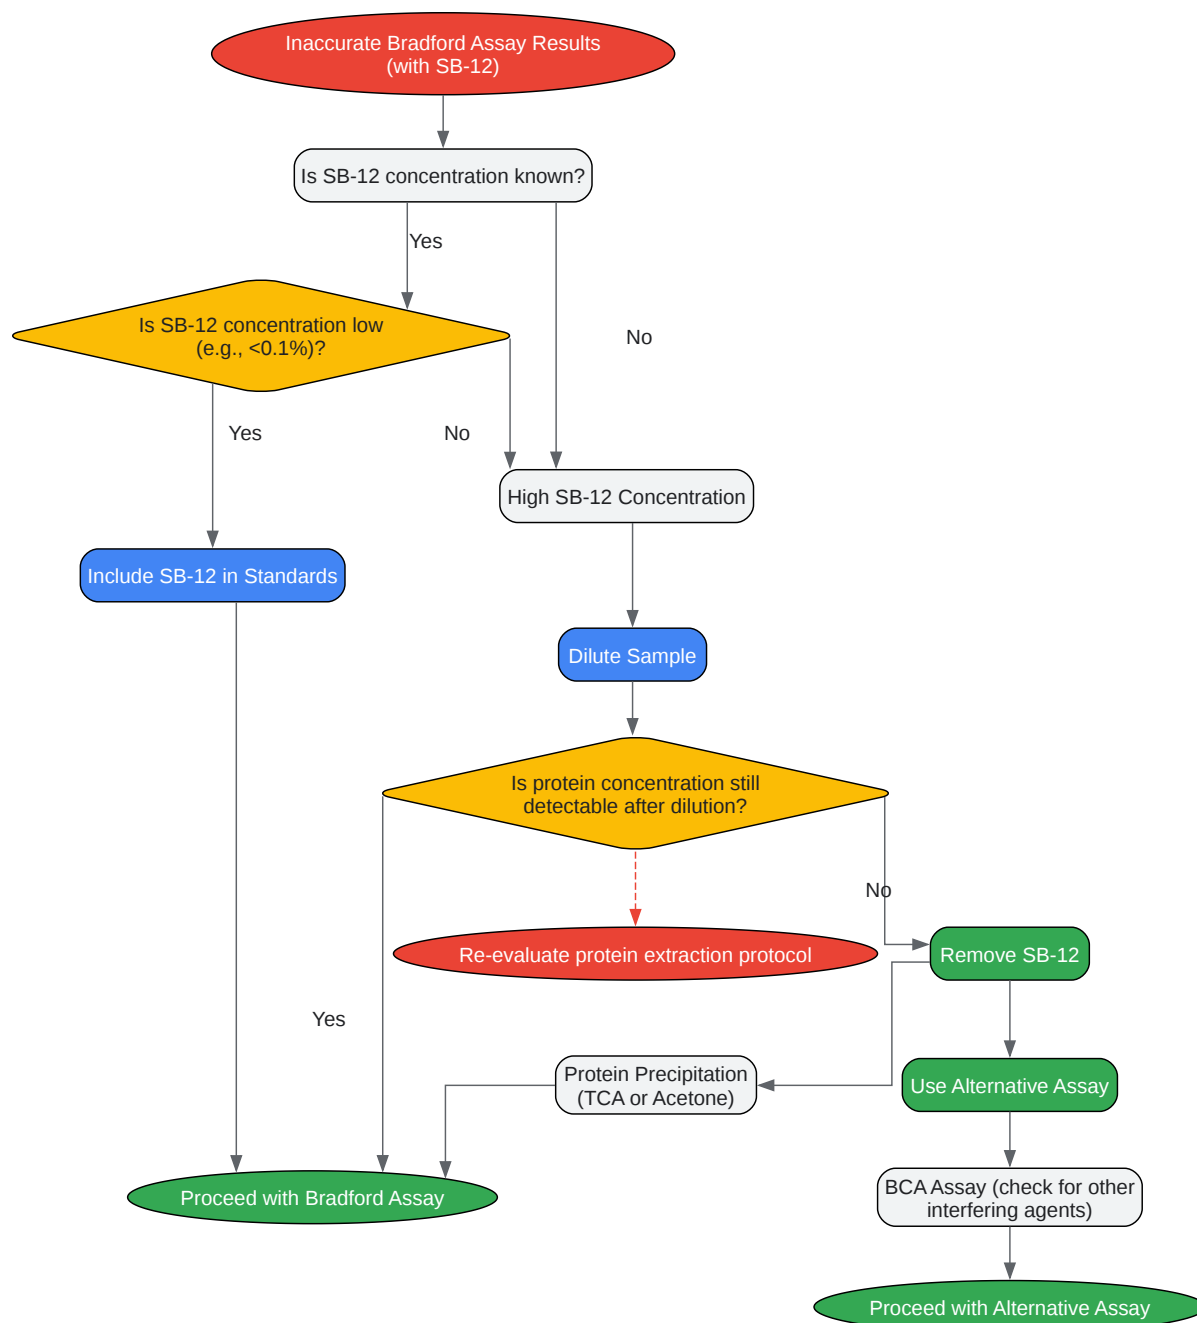 Inaccurate Bradford Assay Results
(with SB-12)
Is SB-12 concentration known?
Yes
Is SB-12 concentration low
(e.g., <0.1%)?
No
Yes
No
High SB-12 Concentration
Include SB-12 in Standards
Dilute Sample
Is protein concentration still
detectable after dilution?
No
Re-evaluate protein extraction protocol
Remove SB-12
Yes
Protein Precipitation
(TCA or Acetone)
Use Alternative Assay
Proceed with Bradford Assay
BCA Assay (check for other
interfering agents)
Proceed with Alternative Assay